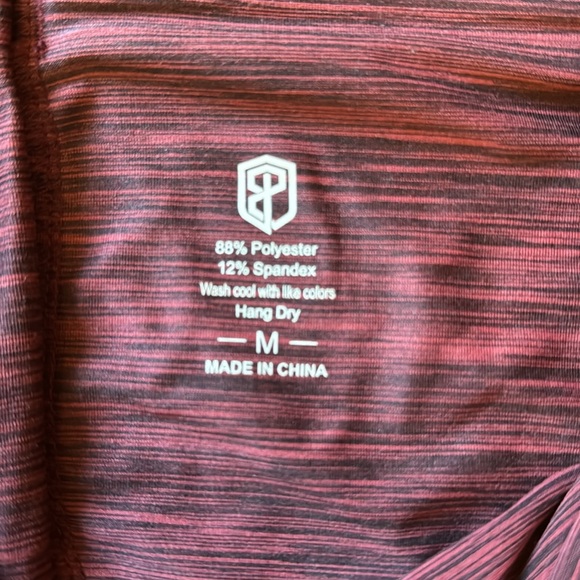 88% Polyester
12% Spandex
Wash cool with like colors
Hang Dry
M
MADE IN CHINA